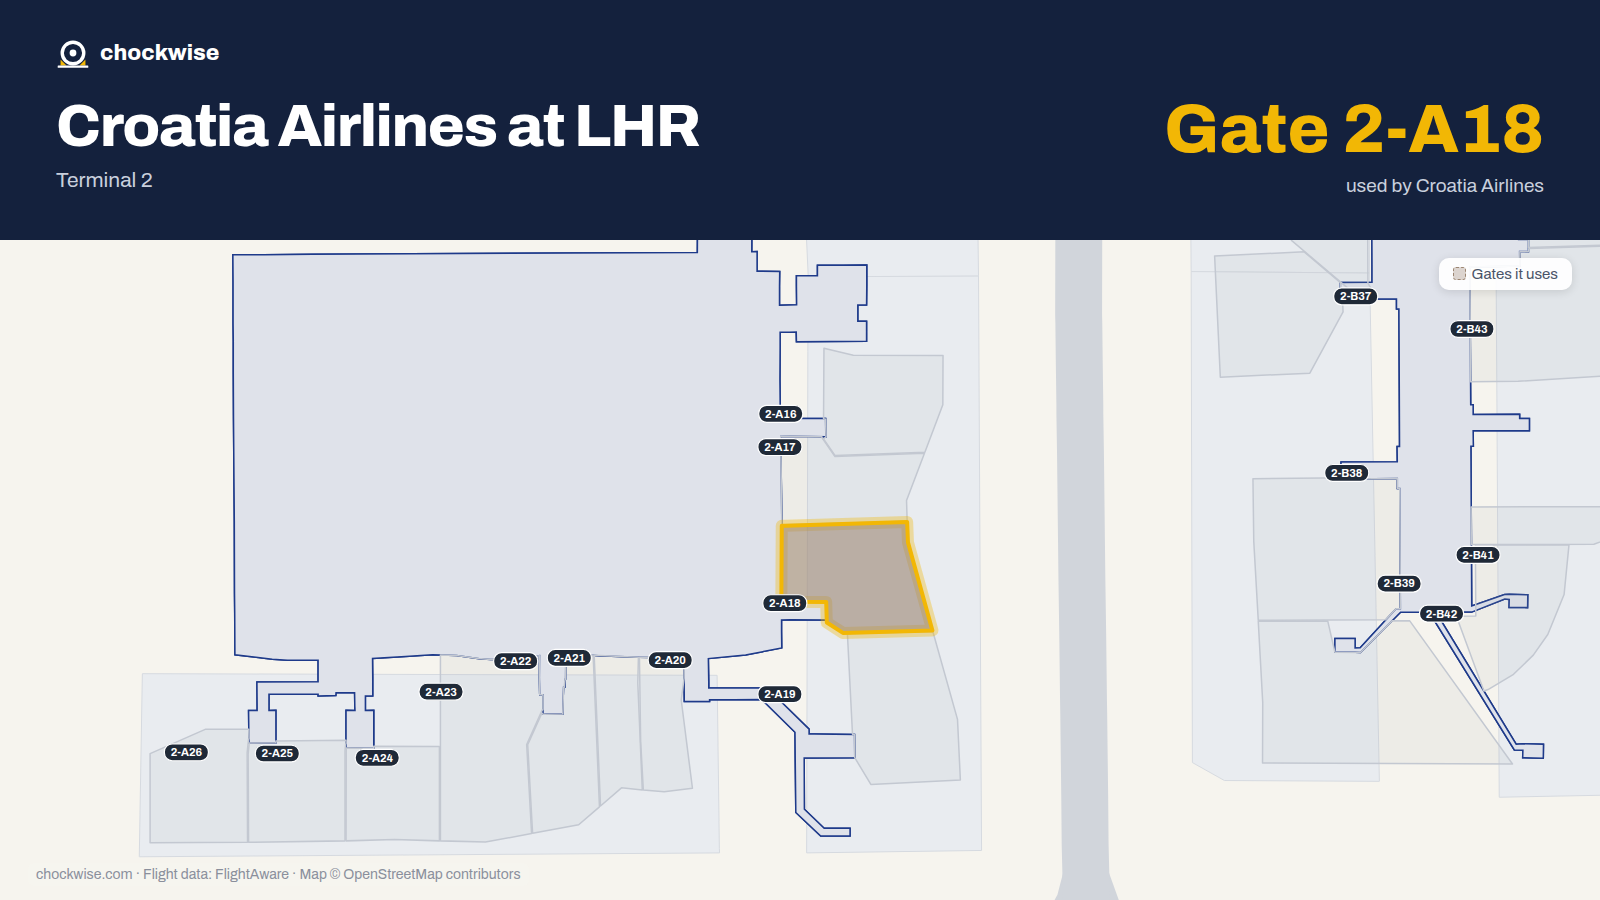 chockwise
Croatia Airlines at LHR
Terminal 2
Gate 2-A18
used by Croatia Airlines
Gates it uses
2-B37
2-B43
2-A16
2-A17
2-B38
2-B41
2-B39
2-A18
2-B42
2-A22
2-A21
2-A20
2-A23
2-A19
2-A26
2-A25
2-A24
chockwise.com · Flight data: FlightAware · Map © OpenStreetMap contributors